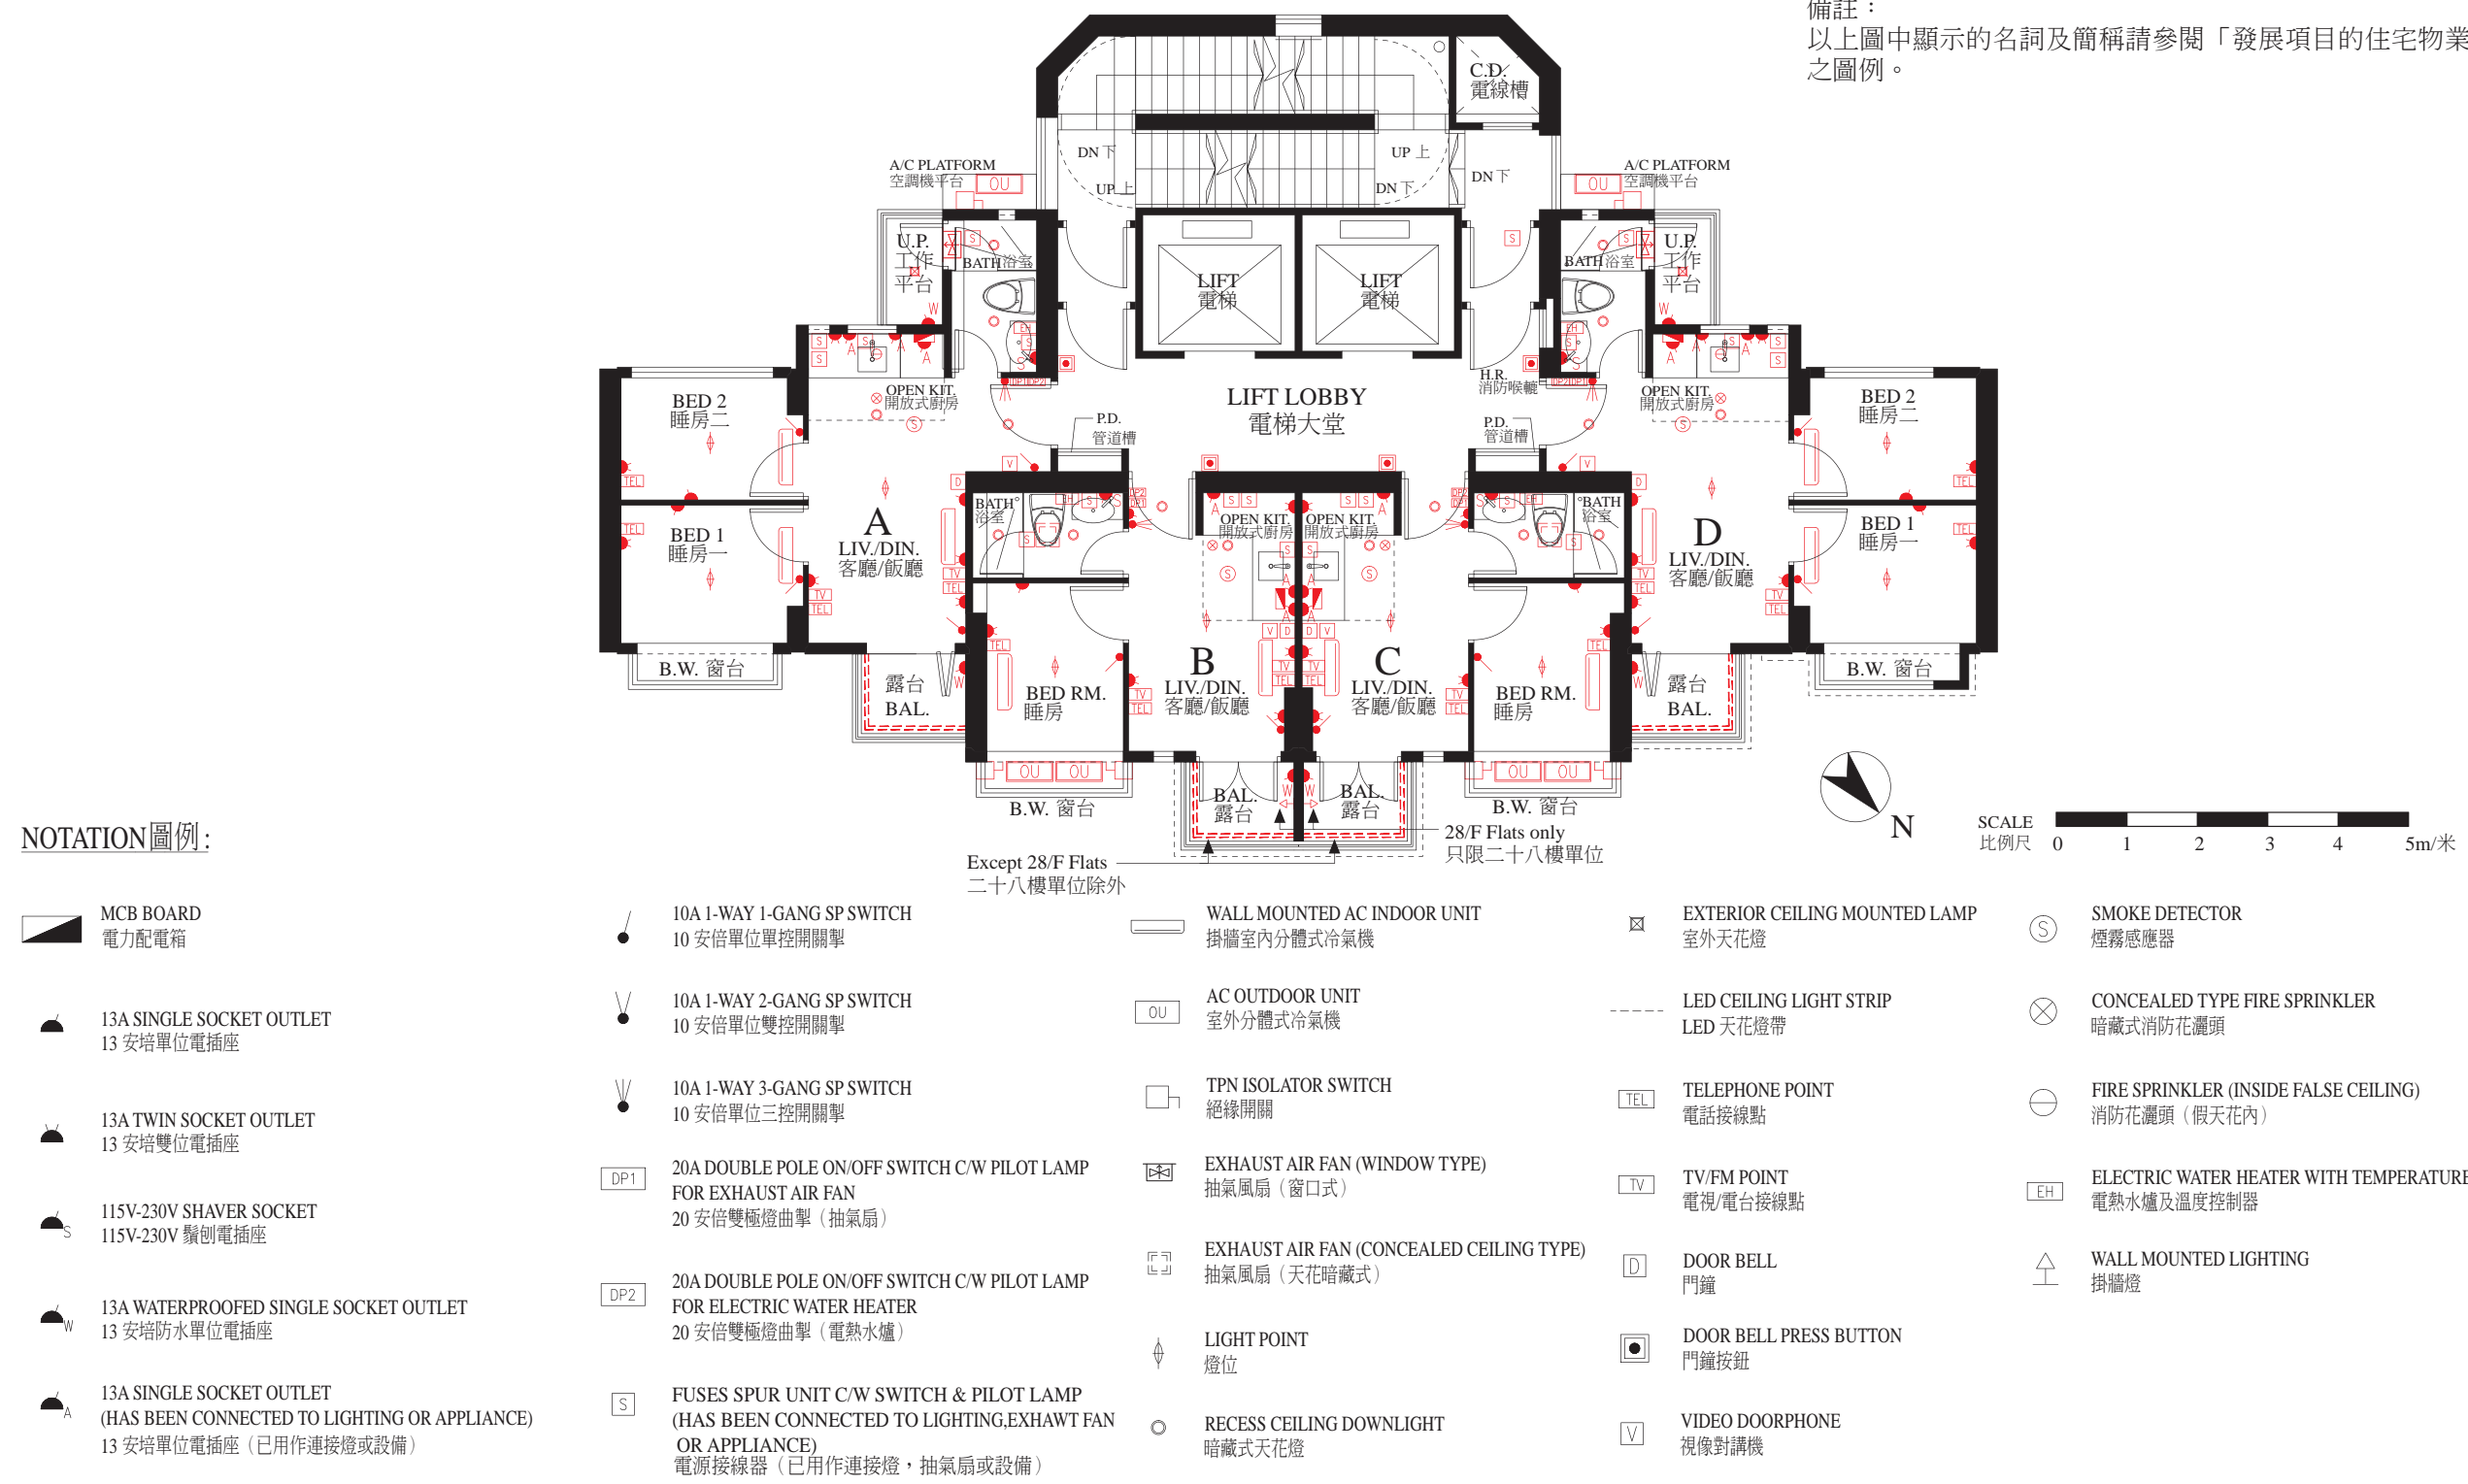 備註：
以上圖中顯示的名詞及簡稱請參閱「發展項目的住宅物業
之圖例。
C.D.
電線槽
DN 下
UP 上
UP 上
DN 下
DN 下
A/C PLATFORM
空調機平台
OU
A/C PLATFORM
空調機平台
OU
U.P.
工作
平台
BATH 浴室
LIFT
電梯
LIFT
電梯
BATH 浴室
U.P.
工作
平台
H.R.
消防喉轆
LIFT LOBBY
電梯大堂
P.D.
管道槽
P.D.
管道槽
BED 2
睡房二
OPEN KIT.
開放式廚房
OPEN KIT.
開放式廚房
BED 2
睡房二
BED 1
睡房一
A
LIV./DIN.
客廳/飯廳
BATH
浴室
OPEN KIT.
開放式廚房
OPEN KIT.
開放式廚房
BATH
浴室
D
LIV./DIN.
客廳/飯廳
BED 1
睡房一
B.W. 窗台
露台
BAL.
BED RM.
睡房
B
LIV./DIN.
客廳/飯廳
C
LIV./DIN.
客廳/飯廳
BED RM.
睡房
露台
BAL.
B.W. 窗台
OU OU
OU OU
B.W. 窗台
BAL.
露台
BAL.
露台
B.W. 窗台
Except 28/F Flats
二十八樓單位除外
28/F Flats only
只限二十八樓單位
N
SCALE
比例尺
0 1 2 3 4 5m/米
NOTATION圖例:
MCB BOARD
電力配電箱
13A SINGLE SOCKET OUTLET
13 安培單位電插座
13A TWIN SOCKET OUTLET
13 安培雙位電插座
S
115V-230V SHAVER SOCKET
115V-230V 鬚刨電插座
W
13A WATERPROOFED SINGLE SOCKET OUTLET
13 安培防水單位電插座
A
13A SINGLE SOCKET OUTLET
(HAS BEEN CONNECTED TO LIGHTING OR APPLIANCE)
13 安培單位電插座（已用作連接燈或設備）
10A 1-WAY 1-GANG SP SWITCH
10 安倍單位單控開關掣
10A 1-WAY 2-GANG SP SWITCH
10 安倍單位雙控開關掣
10A 1-WAY 3-GANG SP SWITCH
10 安倍單位三控開關掣
DP1
20A DOUBLE POLE ON/OFF SWITCH C/W PILOT LAMP
FOR EXHAUST AIR FAN
20 安倍雙極燈曲掣（抽氣扇）
DP2
20A DOUBLE POLE ON/OFF SWITCH C/W PILOT LAMP
FOR ELECTRIC WATER HEATER
20 安倍雙極燈曲掣（電熱水爐）
S
FUSES SPUR UNIT C/W SWITCH & PILOT LAMP
(HAS BEEN CONNECTED TO LIGHTING,EXHAWT FAN
OR APPLIANCE)
電源接線器（已用作連接燈，抽氣扇或設備）
WALL MOUNTED AC INDOOR UNIT
掛牆室內分體式冷氣機
OU
AC OUTDOOR UNIT
室外分體式冷氣機
TPN ISOLATOR SWITCH
絕緣開關
EXHAUST AIR FAN (WINDOW TYPE)
抽氣風扇（窗口式）
EXHAUST AIR FAN (CONCEALED CEILING TYPE)
抽氣風扇（天花暗藏式）
LIGHT POINT
燈位
RECESS CEILING DOWNLIGHT
暗藏式天花燈
EXTERIOR CEILING MOUNTED LAMP
室外天花燈
LED CEILING LIGHT STRIP
LED 天花燈帶
TEL
TELEPHONE POINT
電話接線點
TV
TV/FM POINT
電視/電台接線點
D
DOOR BELL
門鐘
DOOR BELL PRESS BUTTON
門鐘按鈕
V
VIDEO DOORPHONE
視像對講機
S
SMOKE DETECTOR
煙霧感應器
CONCEALED TYPE FIRE SPRINKLER
暗藏式消防花灑頭
FIRE SPRINKLER (INSIDE FALSE CEILING)
消防花灑頭（假天花內）
EH
ELECTRIC WATER HEATER WITH TEMPERATURE
電熱水爐及溫度控制器
WALL MOUNTED LIGHTING
掛牆燈